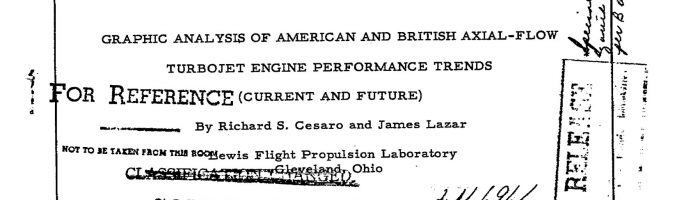 GRAPHIC ANALYSIS OF AMERICAN AND BRITISH AXIAL-FLOW
TURBOJET ENGINE PERFORMANCE TRENDS
FOR REFERENCE (CURRENT AND FUTURE)
By Richard S. Cesaro and James Lazar
NOT TO BE TAKEN FROM THIS ROOM Lewis Flight Propulsion Laboratory
Cleveland, Ohio
CLASSIFICATION CHANGED